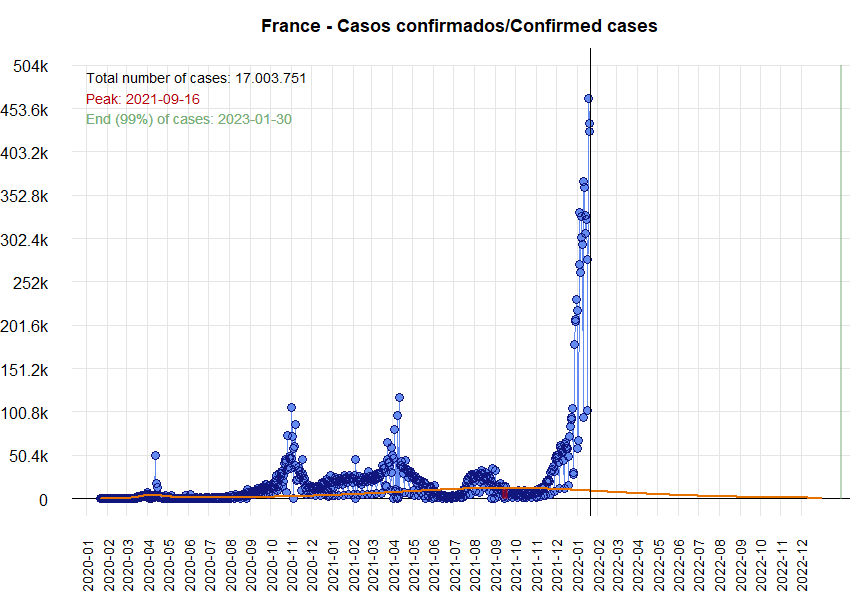 France - Casos confirmados/Confirmed cases
504k
Total number of cases: 17.003.751
Peak: 2021-09-16
453.6k
End (99%) of cases: 2023-01-30
403.2k
352.8k
302.4k
252k
201.6k
151.2k
100.8k
50.4k
0
2020-01
2020-02
2020-03
2020-04
2020-05
2020-06
2020-07
2020-08
2020-09
2020-10
2020-11
2020-12
2021-01
2021-02
2021-03
2021-04
2021-05
2021-06
2021-07
2021-08
2021-09
2021-10
2021-11
2021-12
2022-01
2022-02
2022-03
2022-04
2022-05
2022-06
2022-07
2022-08
2022-09
2022-10
2022-11
2022-12